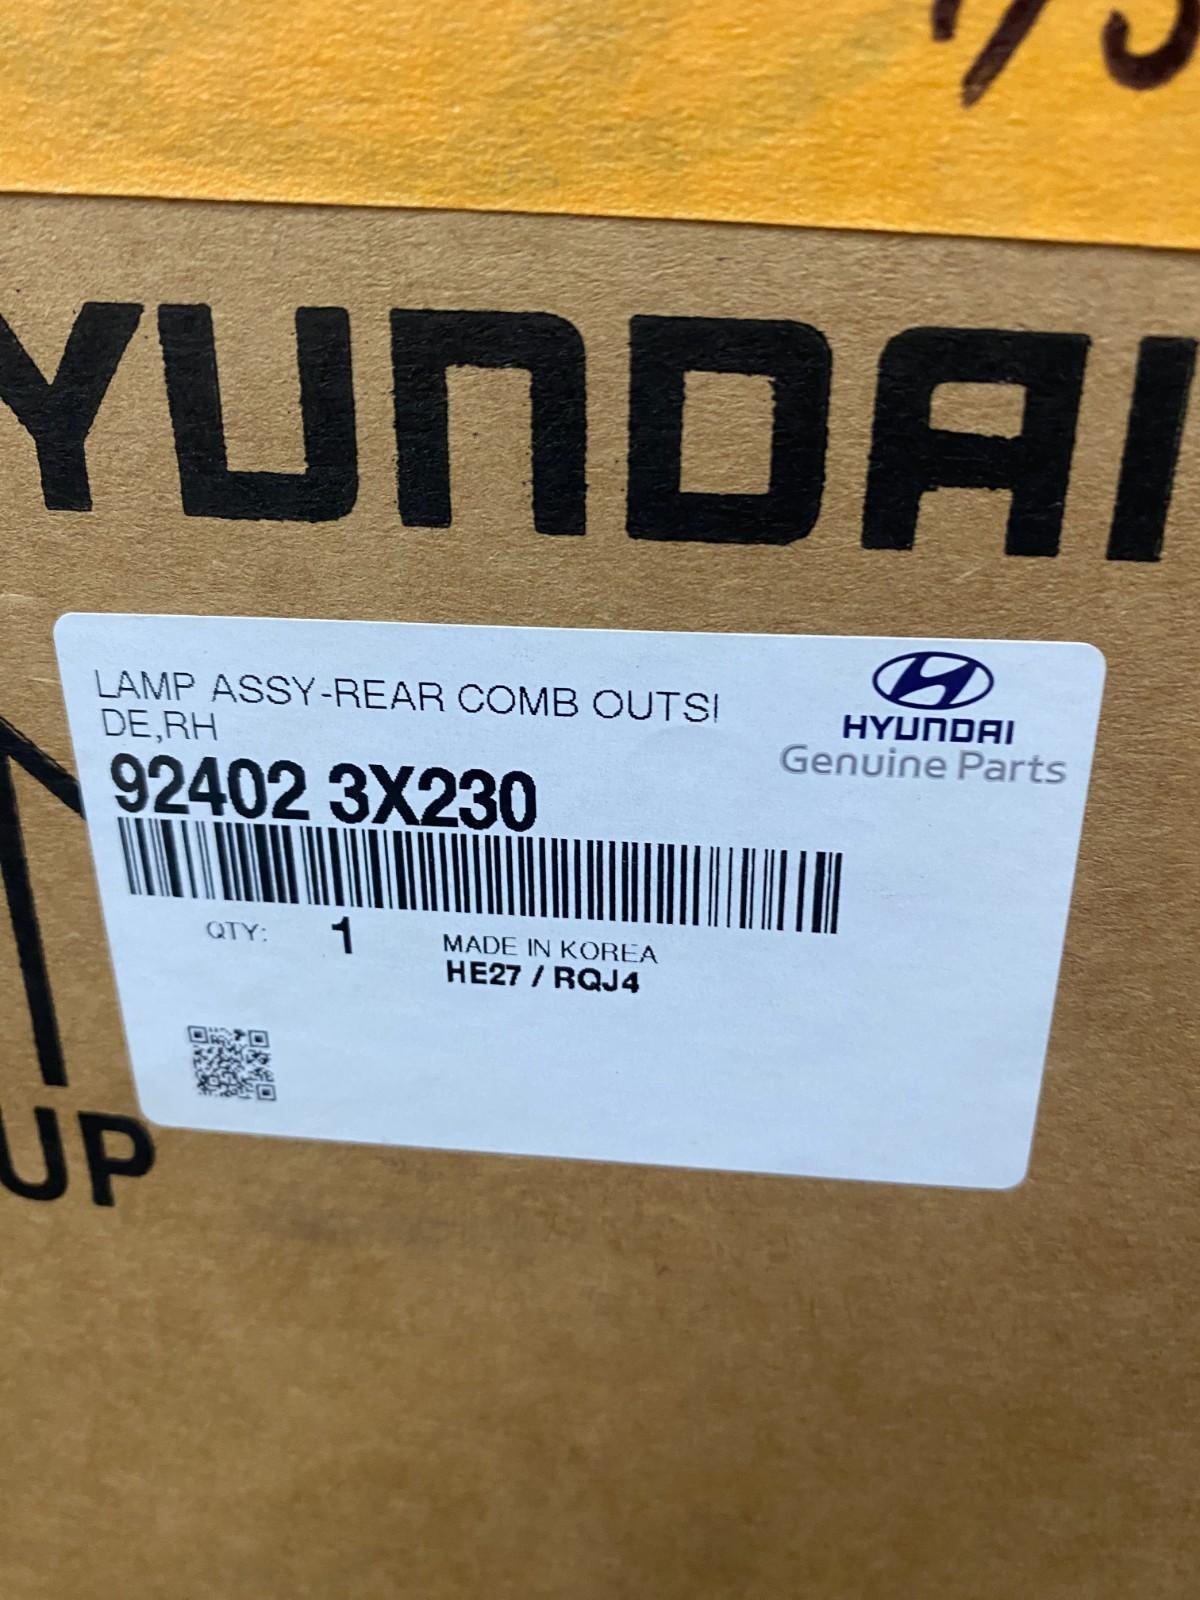 YUNDAI
LAMP ASSY-REAR COMB OUTSI
DE,RH
HYUNDAI
Genuine Parts
92402 3X230
QTY: 1
MADE IN KOREA
HE27 / RQJ4
UP